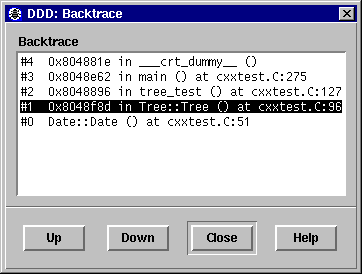 DDD: Backtrace
Backtrace
#4 0x804881e in ___crt_dummy__ ()
#3 0x8048e62 in main () at cxxtest.C:275
#2 0x8048896 in tree_test () at cxxtest.C:127
#1 0x8048f8d in Tree::Tree () at cxxtest.C:96
#0 Date::Date () at cxxtest.C:51
Up Down Close Help